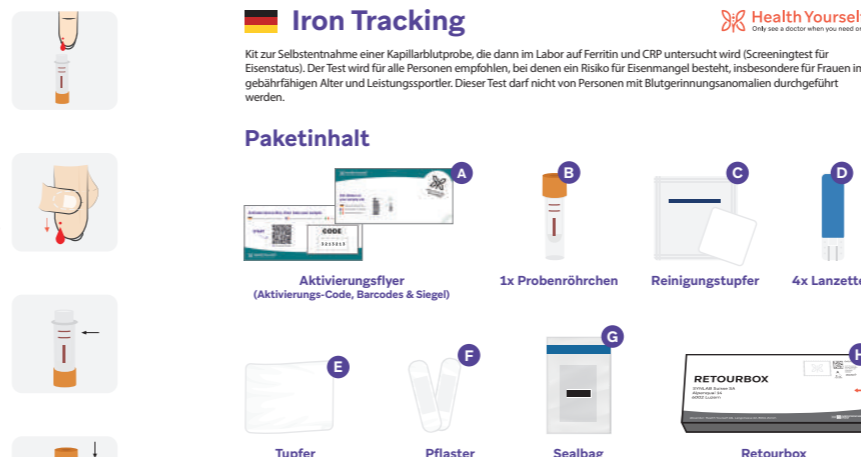 Iron Tracking
Health Yourself
Only see a doctor when you need
Kit zur Selbstentnahme einer Kapillarblutprobe, die dann im Labor auf Ferritin und CRP untersucht wird (Screeningtest für
Eisenstatus). Der Test wird für alle Personen empfohlen, bei denen ein Risiko für Eisenmangel besteht, insbesondere für Frauen im
gebährfähigen Alter und Leistungssportler. Dieser Test darf nicht von Personen mit Blutgerinnungsanomalien durchgeführt
werden.
Paketinhalt
A
B
C
D
CODE
Aktivierungsflyer
(Aktivierungs-Code, Barcodes & Siegel)
1x Probenröhrchen
Reinigungstupfer
4x Lanzette
E
F
G
H
RETOURBOX
Tupfer
Pflaster
Sealbag
Retourbox